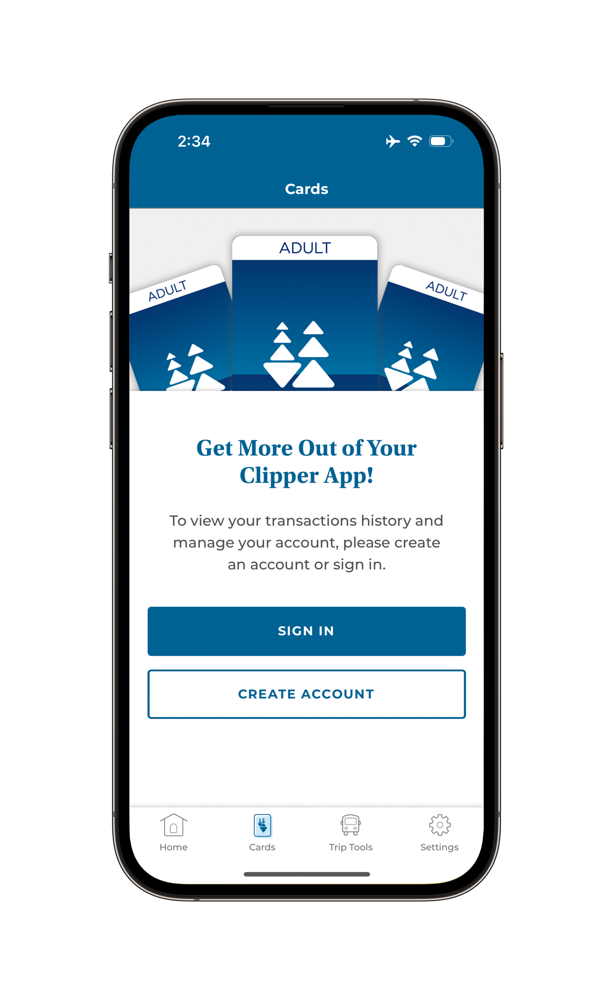 2:34
Cards
ADULT
ADULT
ADULT
Get More Out of Your
Clipper App!
To view your transactions history and
manage your account, please create
an account or sign in.
SIGN IN
CREATE ACCOUNT
Home
Cards
Trip Tools
Settings